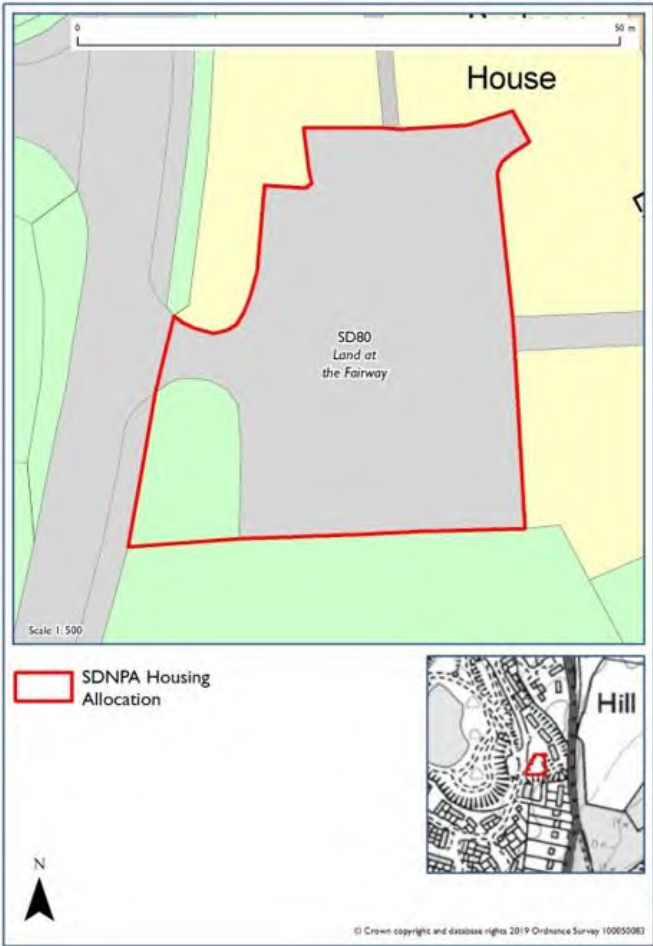 0
50 m
House
SD80
Land at
the Fairway
Scale 1: 500
SDNPA Housing
Allocation
Hill
N
© Crown copyright and database rights 2019 Ordnance Survey 100050083